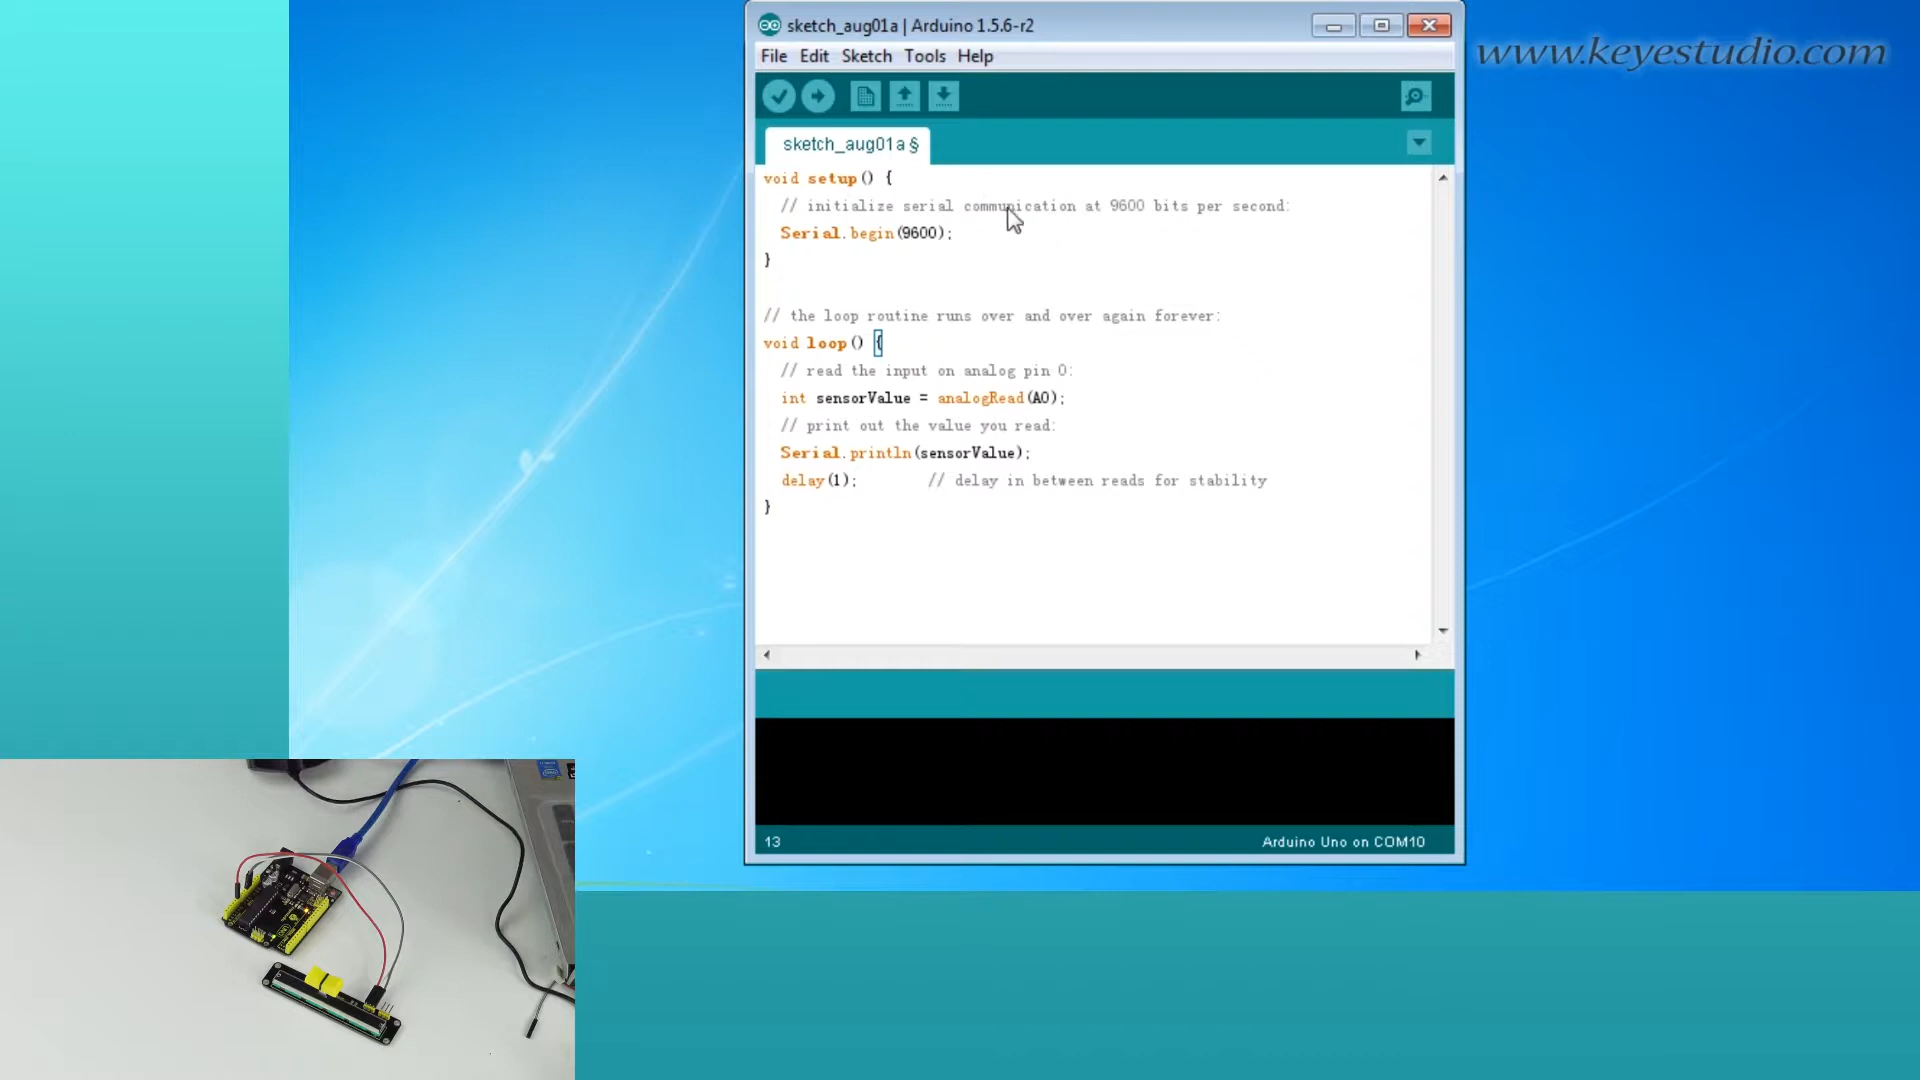 sketch_aug01a | Arduino 1.5.6-r2
www.keyestudio.com
File Edit Sketch Tools Help
sketch_aug01a §
void setup() {
// initialize serial communication at 9600 bits per second:
Serial.begin(9600);
}
// the loop routine runs over and over again forever:
void loop() {
// read the input on analog pin 0:
int sensorValue = analogRead(A0);
// print out the value you read:
Serial.println(sensorValue);
delay(1); // delay in between reads for stability
}
13
Arduino Uno on COM10